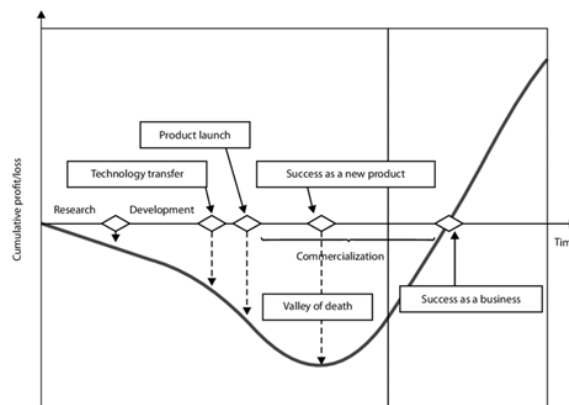 Product launch
Technology transfer
Success as a new product
Research
Development
Cumulative profit/loss
Commercialization
Tim
Valley of death
Success as a business